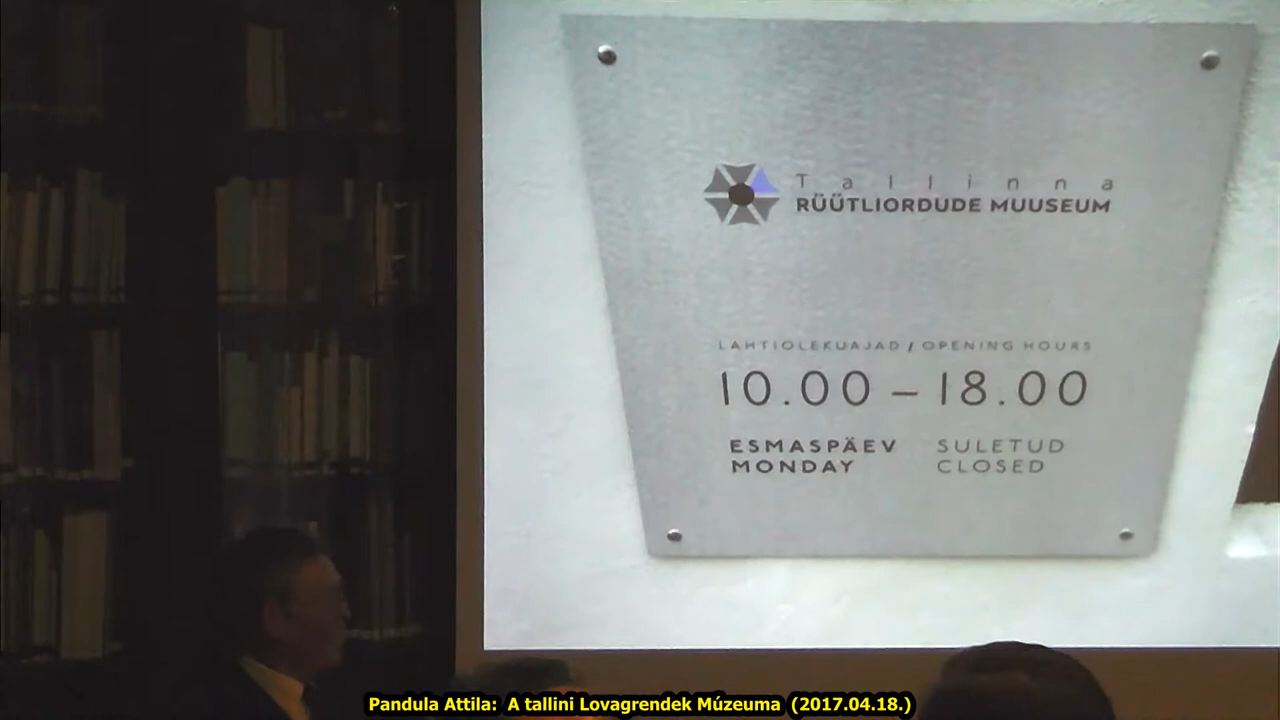 Tallinna
RÜÜTLIORDUDE MUUSEUM
LAHTIOLEKUAJAD / OPENING HOURS
10.00 – 18.00
ESMASPÄEV SULETUD
MONDAY CLOSED
Pandula Attila: A tallini Lovagrendek Múzeuma (2017.04.18.)